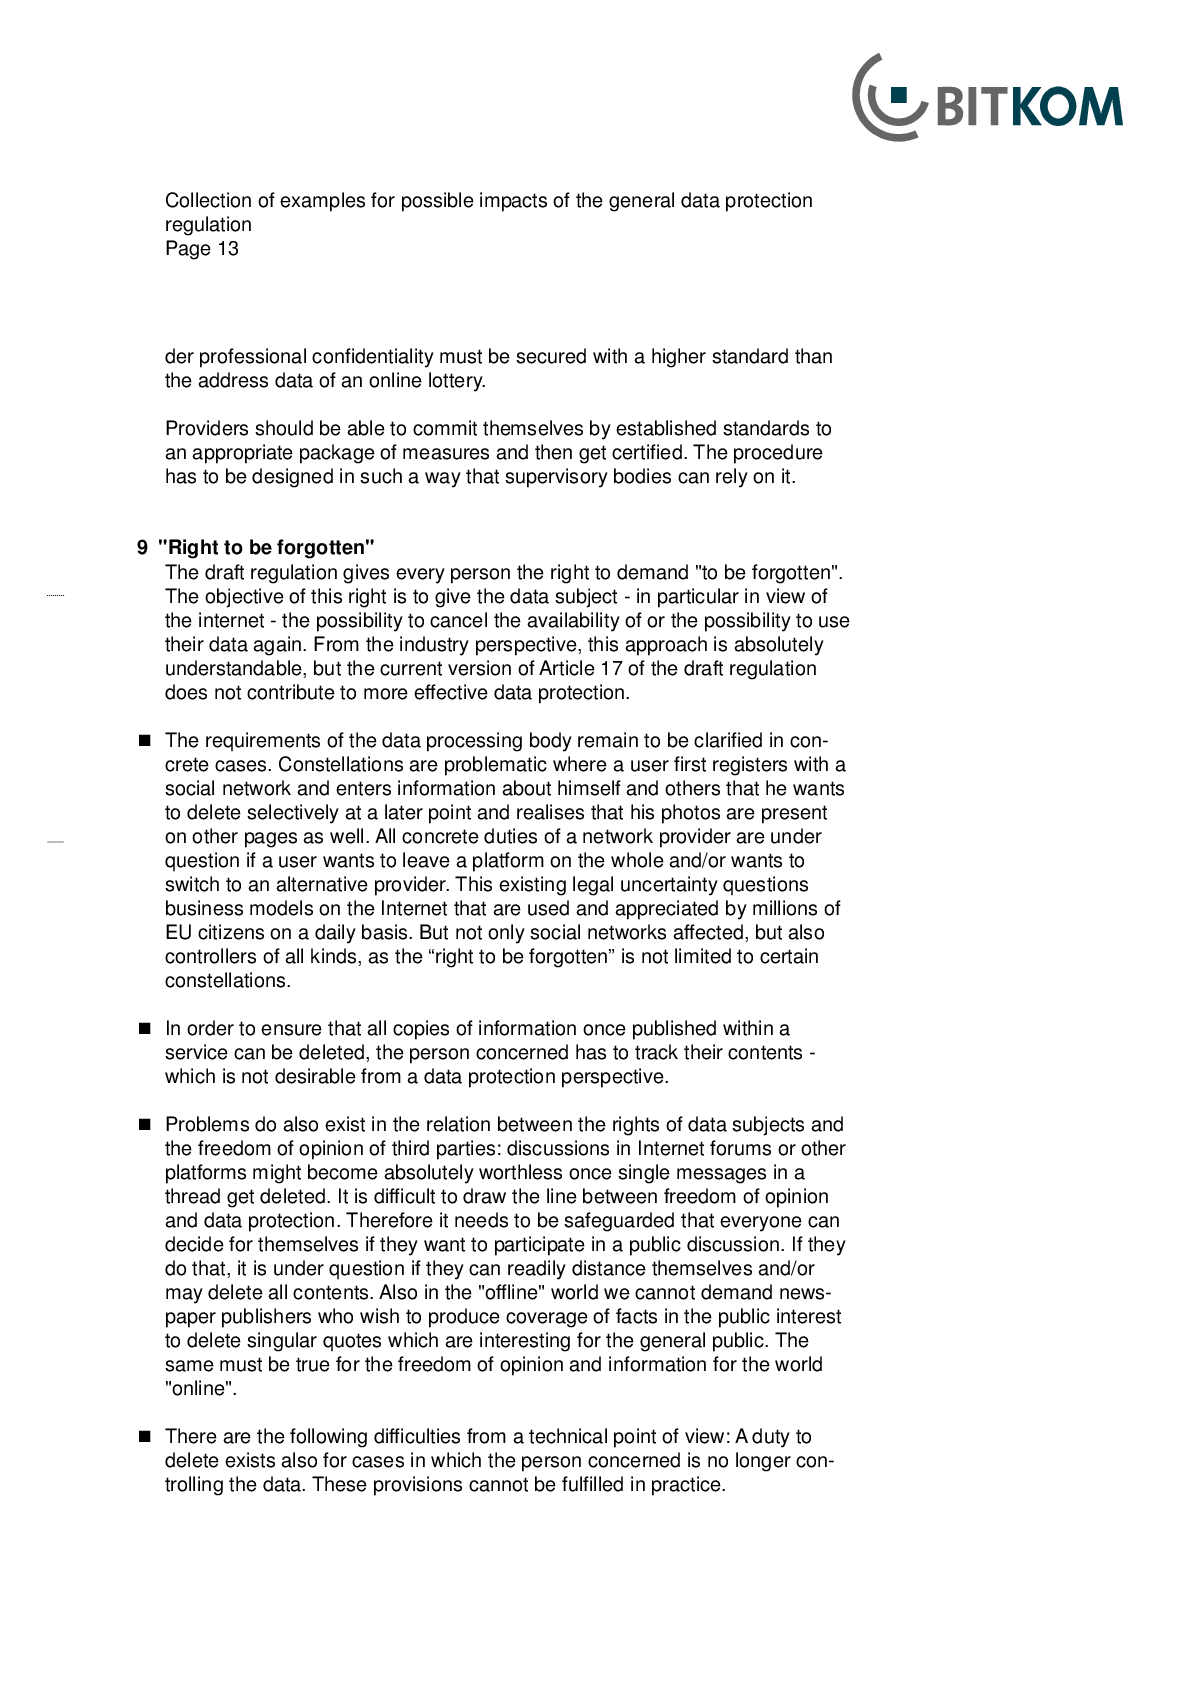 BITKOM
Collection of examples for possible impacts of the general data protection
regulation
Page 13
der professional confidentiality must be secured with a higher standard than
the address data of an online lottery.
Providers should be able to commit themselves by established standards to
an appropriate package of measures and then get certified. The procedure
has to be designed in such a way that supervisory bodies can rely on it.
9 "Right to be forgotten"
The draft regulation gives every person the right to demand "to be forgotten".
The objective of this right is to give the data subject - in particular in view of
the internet - the possibility to cancel the availability of or the possibility to use
their data again. From the industry perspective, this approach is absolutely
understandable, but the current version of Article 17 of the draft regulation
does not contribute to more effective data protection.
■ The requirements of the data processing body remain to be clarified in con-
crete cases. Constellations are problematic where a user first registers with a
social network and enters information about himself and others that he wants
to delete selectively at a later point and realises that his photos are present
on other pages as well. All concrete duties of a network provider are under
question if a user wants to leave a platform on the whole and/or wants to
switch to an alternative provider. This existing legal uncertainty questions
business models on the Internet that are used and appreciated by millions of
EU citizens on a daily basis. But not only social networks affected, but also
controllers of all kinds, as the “right to be forgotten” is not limited to certain
constellations.
■ In order to ensure that all copies of information once published within a
service can be deleted, the person concerned has to track their contents -
which is not desirable from a data protection perspective.
■ Problems do also exist in the relation between the rights of data subjects and
the freedom of opinion of third parties: discussions in Internet forums or other
platforms might become absolutely worthless once single messages in a
thread get deleted. It is difficult to draw the line between freedom of opinion
and data protection. Therefore it needs to be safeguarded that everyone can
decide for themselves if they want to participate in a public discussion. If they
do that, it is under question if they can readily distance themselves and/or
may delete all contents. Also in the "offline" world we cannot demand news-
paper publishers who wish to produce coverage of facts in the public interest
to delete singular quotes which are interesting for the general public. The
same must be true for the freedom of opinion and information for the world
"online".
■ There are the following difficulties from a technical point of view: A duty to
delete exists also for cases in which the person concerned is no longer con-
trolling the data. These provisions cannot be fulfilled in practice.